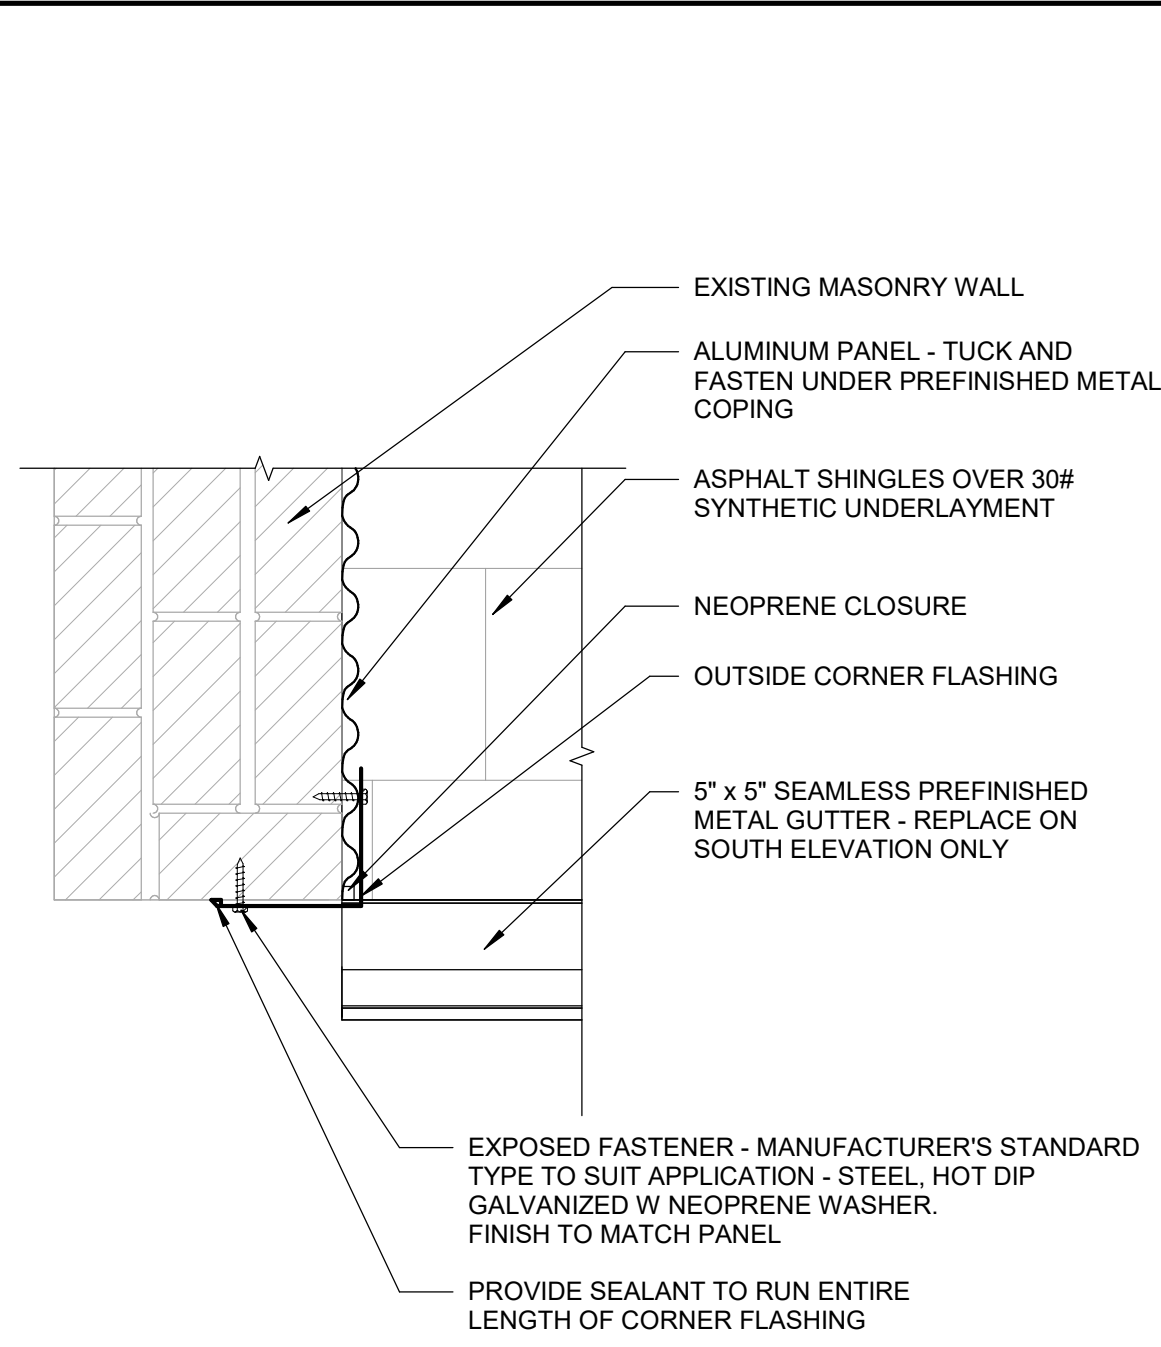 EXISTING MASONRY WALL
ALUMINUM PANEL - TUCK AND
FASTEN UNDER PREFINISHED METAL
COPING
ASPHALT SHINGLES OVER 30#
SYNTHETIC UNDERLAYMENT
NEOPRENE CLOSURE
OUTSIDE CORNER FLASHING
5" x 5" SEAMLESS PREFINISHED
METAL GUTTER - REPLACE ON
SOUTH ELEVATION ONLY
EXPOSED FASTENER - MANUFACTURER'S STANDARD
TYPE TO SUIT APPLICATION - STEEL, HOT DIP
GALVANIZED W NEOPRENE WASHER.
FINISH TO MATCH PANEL
PROVIDE SEALANT TO RUN ENTIRE
LENGTH OF CORNER FLASHING